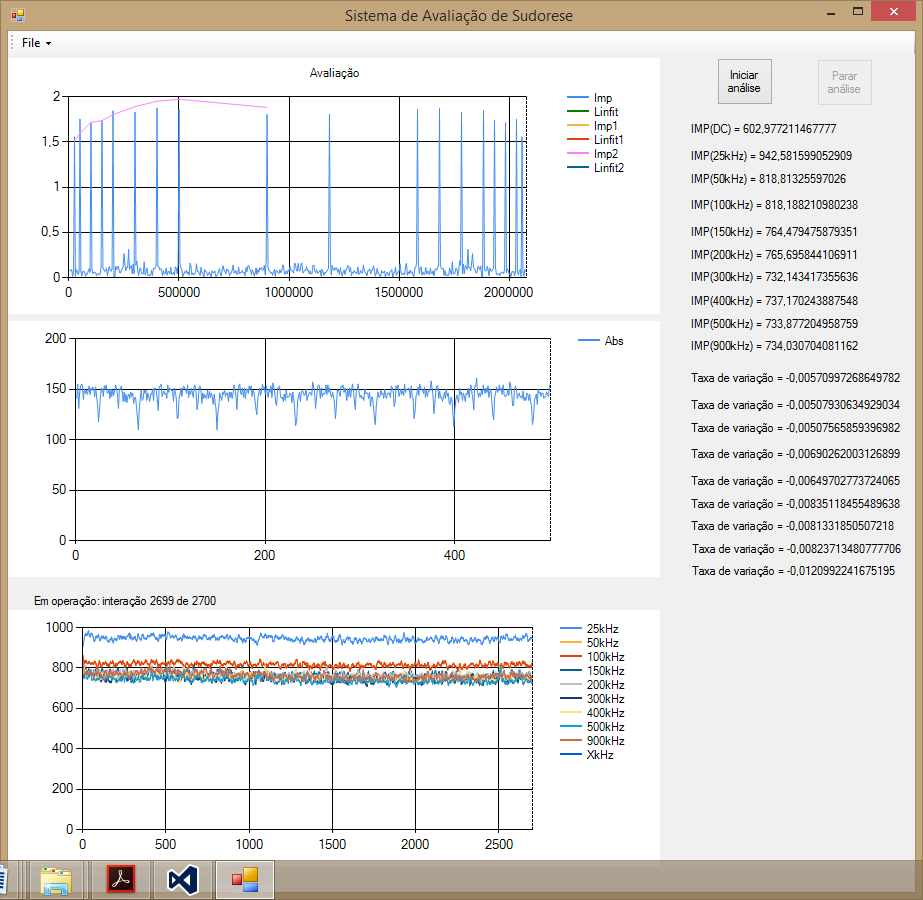 Sistema de Avaliação de Sudorese
File
Avaliação
2
1,5
1
0,5
0
0 500000 1000000 1500000 2000000
Imp
Linfit
Imp1
Linfit1
Imp2
Linfit2
Iniciar
análise
Parar
análise
IMP(DC) = 602,977211467777
IMP(25kHz) = 942,581599052909
IMP(50kHz) = 818,81325597026
IMP(100kHz) = 818,188210980238
IMP(150kHz) = 764,479475879351
IMP(200kHz) = 765,695844106911
IMP(300kHz) = 732,143417355636
IMP(400kHz) = 737,170243887548
IMP(500kHz) = 733,877204958759
IMP(900kHz) = 734,030704081162
Taxa de variação = -0,00570997268649782
Taxa de variação = -0,00507930634929034
Taxa de variação = -0,00507565859396982
Taxa de variação = -0,00690262003126899
Taxa de variação = -0,00649702773724065
Taxa de variação = -0,00835118455489638
Taxa de variação = -0,0081331850507218
Taxa de variação = -0,00823713480777706
Taxa de variação = -0,0120992241675195
200
150
100
50
0
0 200 400
Abs
Em operação: interação 2699 de 2700
1000
800
600
400
200
0
0 500 1000 1500 2000 2500
25kHz
50kHz
100kHz
150kHz
200kHz
300kHz
400kHz
500kHz
900kHz
XkHz